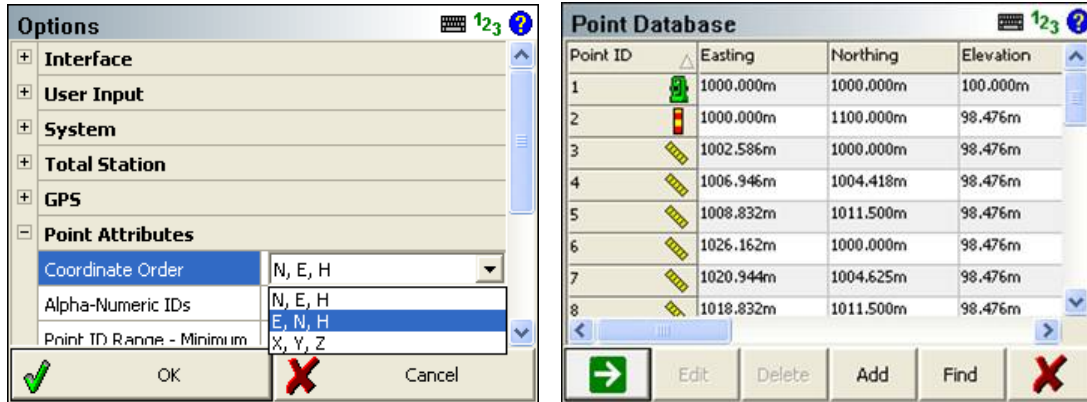 Options 123 ?
Interface
User Input
System
Total Station
GPS
Point Attributes
Coordinate Order N, E, H
Alpha-Numeric IDs N, E, H
E, N, H
Point ID Range - Minimum X, Y, Z
OK Cancel
Point Database 123 ?
Point ID Easting Northing Elevation
1 1000.000m 1000.000m 100.000m
2 1000.000m 1100.000m 98.476m
3 1002.586m 1000.000m 98.476m
4 1006.946m 1004.418m 98.476m
5 1008.832m 1011.500m 98.476m
6 1026.162m 1000.000m 98.476m
7 1020.944m 1004.625m 98.476m
8 1018.832m 1011.500m 98.476m
Edit Delete Add Find